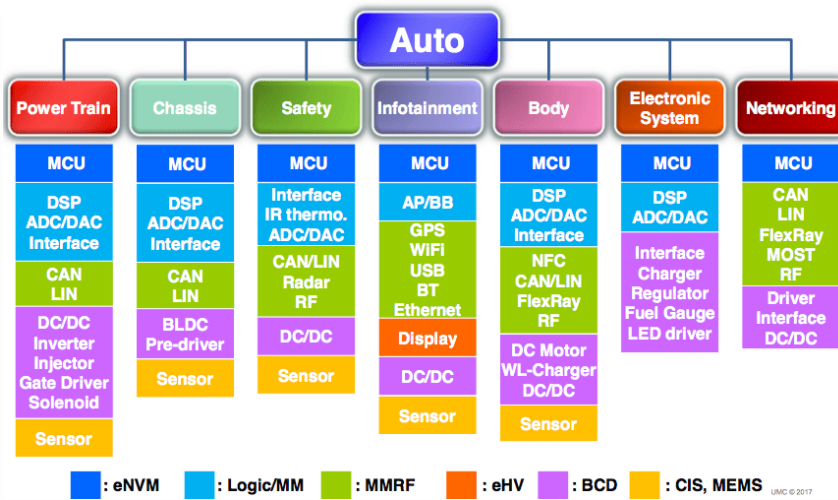 Auto
Power Train
Chassis
Safety
Infotainment
Body
Electronic
System
Networking
MCU
DSP
ADC/DAC
Interface
CAN
LIN
DC/DC
Inverter
Injector
Gate Driver
Solenoid
Sensor
MCU
DSP
ADC/DAC
Interface
CAN
LIN
BLDC
Pre-driver
Sensor
MCU
Interface
IR thermo.
ADC/DAC
CAN/LIN
Radar
RF
DC/DC
Sensor
MCU
AP/BB
GPS
WiFi
USB
BT
Ethernet
Display
DC/DC
Sensor
MCU
DSP
ADC/DAC
Interface
NFC
CAN/LIN
FlexRay
RF
DC Motor
WL-Charger
DC/DC
Sensor
MCU
DSP
ADC/DAC
Interface
Charger
Regulator
Fuel Gauge
LED driver
MCU
CAN
LIN
FlexRay
MOST
RF
Driver
Interface
DC/DC
: eNVM
: Logic/MM
: MMRF
: eHV
: BCD
: CIS, MEMS
UMC © 2017